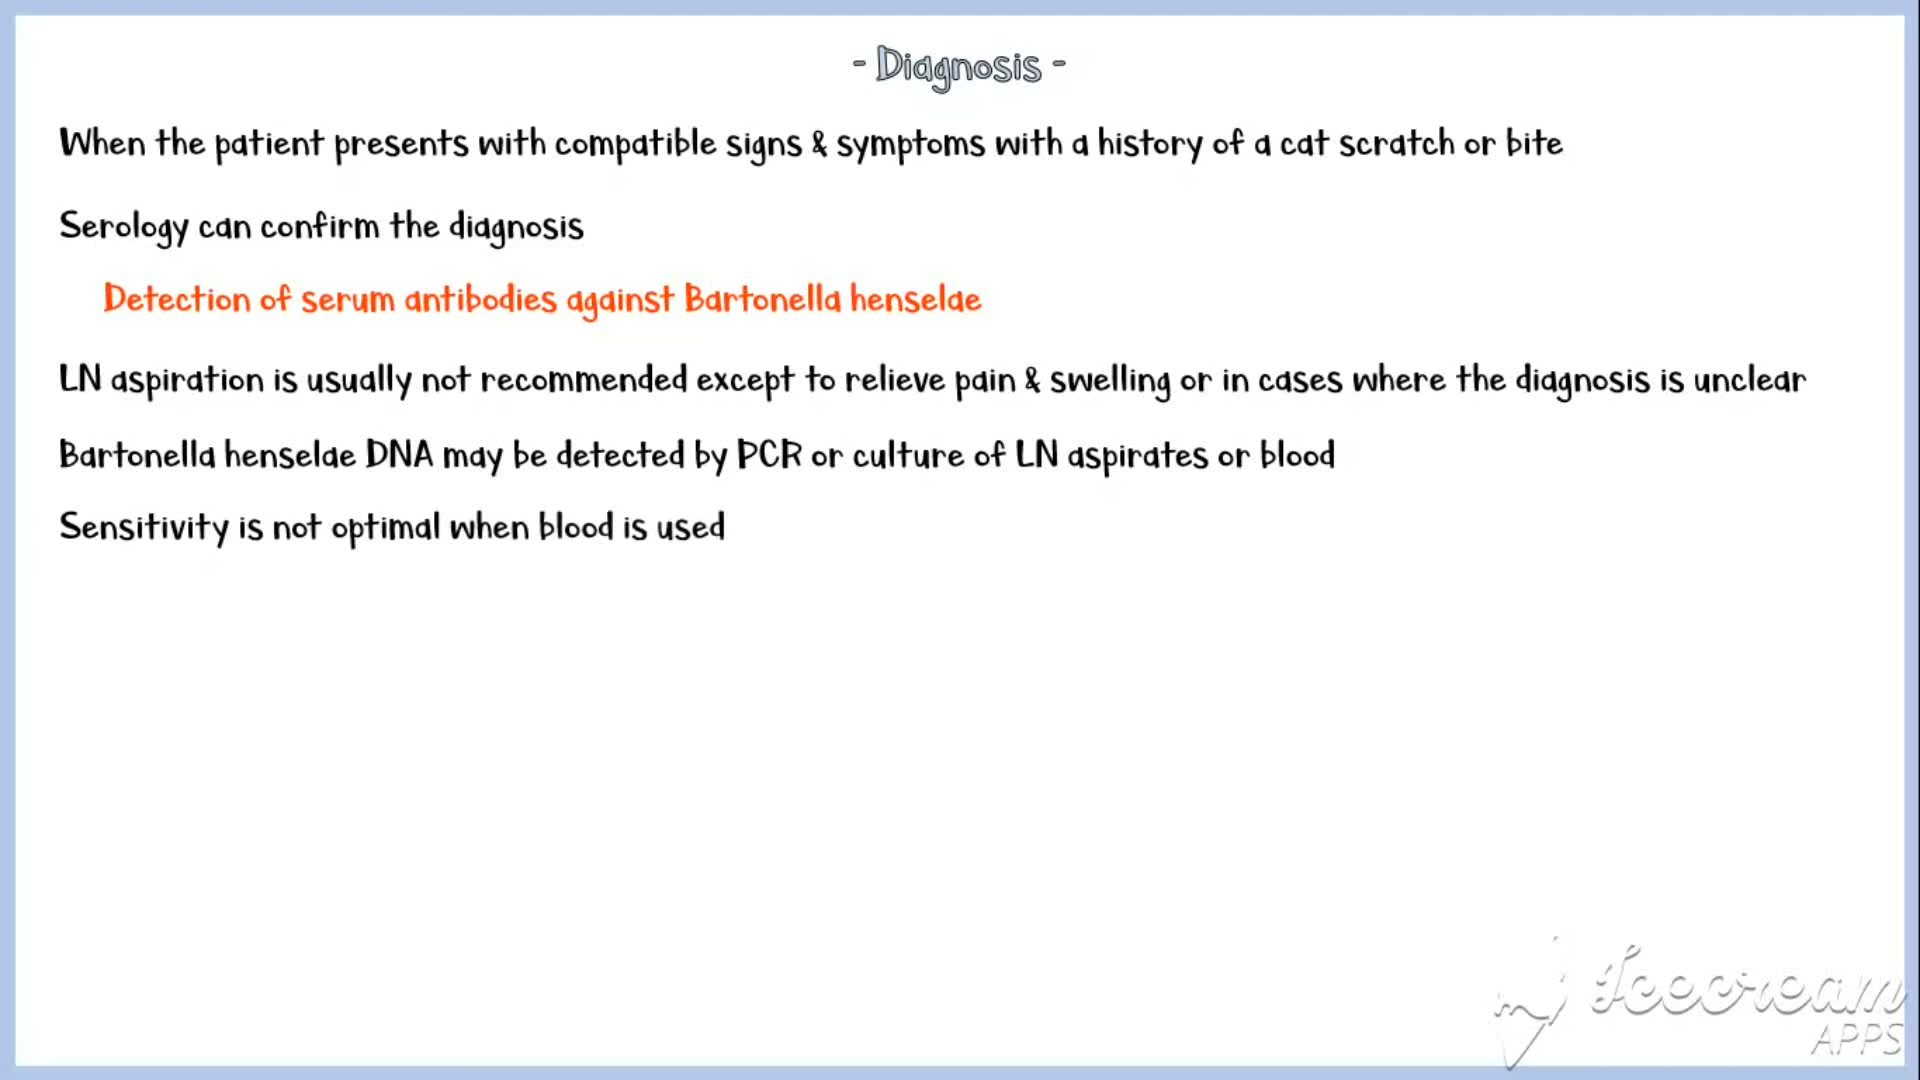 - Diagnosis -
When the patient presents with compatible signs & symptoms with a history of a cat scratch or bite
Serology can confirm the diagnosis
Detection of serum antibodies against Bartonella henselae
LN aspiration is usually not recommended except to relieve pain & swelling or in cases where the diagnosis is unclear
Bartonella henselae DNA may be detected by PCR or culture of LN aspirates or blood
Sensitivity is not optimal when blood is used
Icecream
APPS